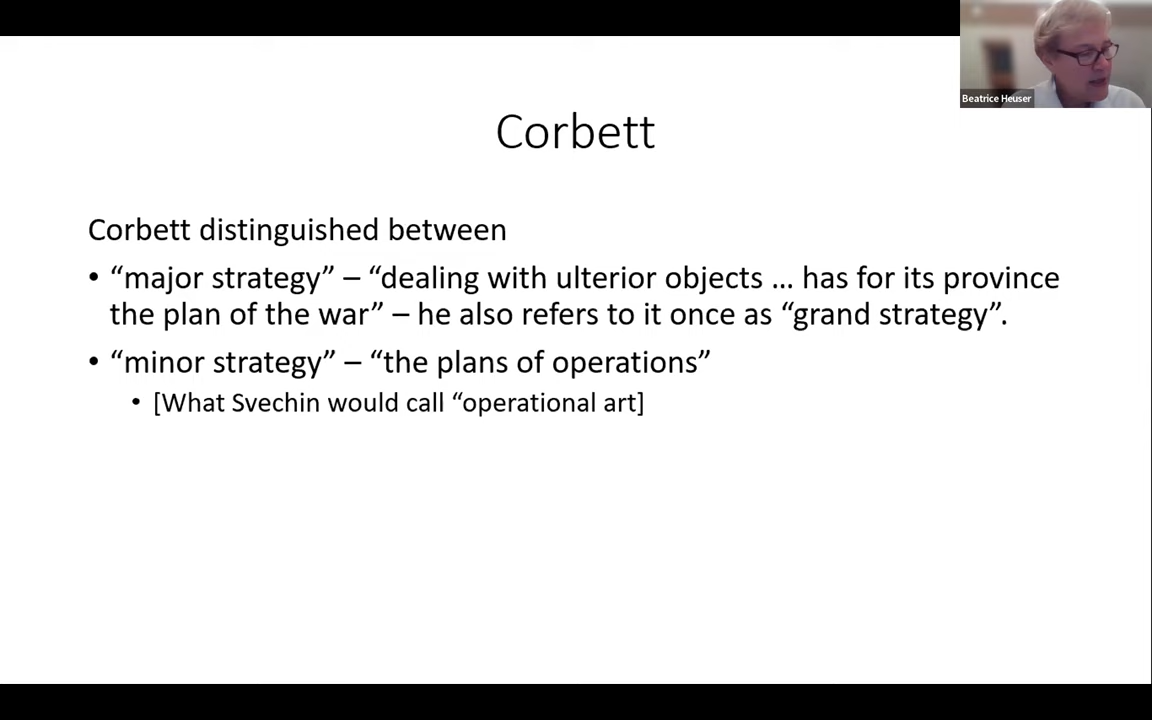 Beatrice Heuser
Corbett
Corbett distinguished between
• “major strategy” – “dealing with ulterior objects … has for its province
the plan of the war” – he also refers to it once as “grand strategy”.
• “minor strategy” – “the plans of operations”
• [What Svechin would call “operational art]